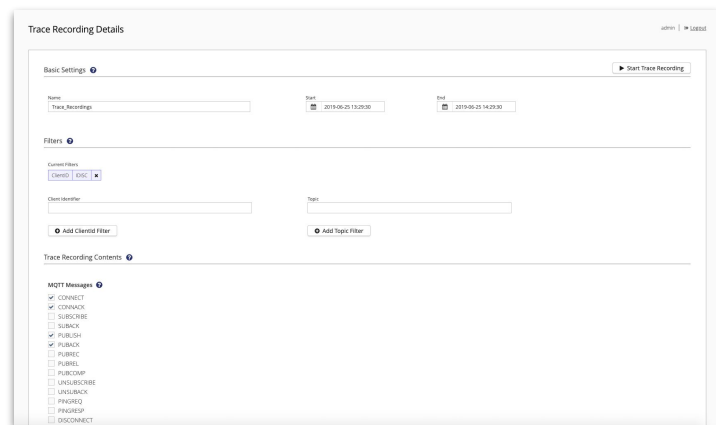 Trace Recording Details
admin
Logout
Basic Settings
Start Trace Recording
Name
Start
End
Trace_Recordings
2019-06-25 13:29:30
2019-06-25 14:29:30
Filters
Current Filters
ClientID
x
Client Identifier
Topic
Add ClientId Filter
Add Topic Filter
Trace Recording Contents
MQTT Messages
CONNECT
CONNACK
SUBSCRIBE
SUBACK
PUBLISH
PUBACK
PUBREC
PUBREL
PUBCOMP
UNSUBSCRIBE
UNSUBACK
PINGREQ
PINGRESP
DISCONNECT